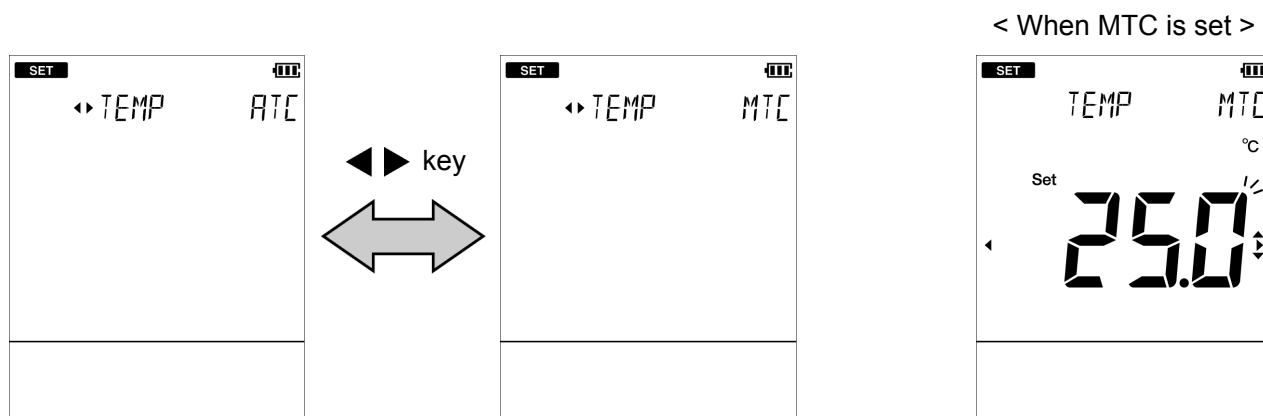 < When MTC is set >
SET
◂▸ TEMP ATC
◀ ▶ key
SET
◂▸ TEMP MTC
SET
TEMP MTC
°C
Set
25.0